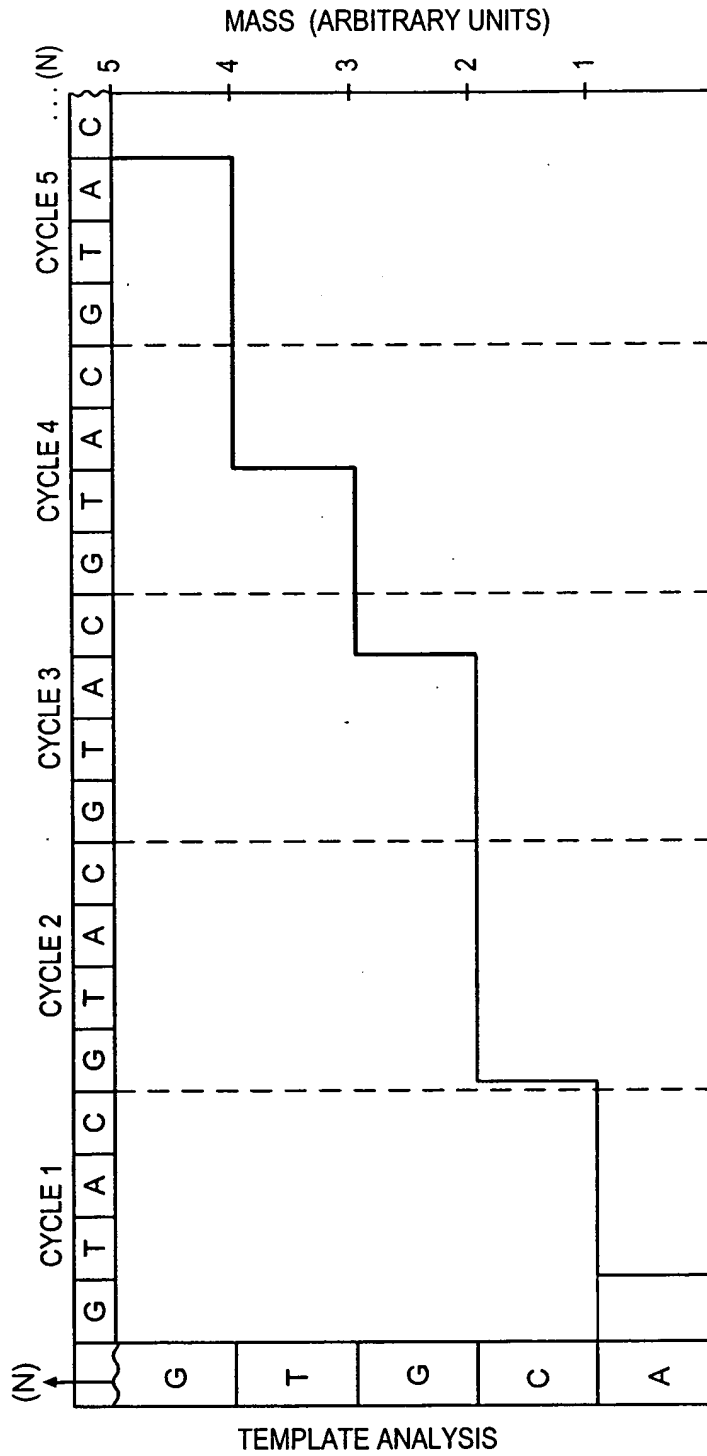 CYCLE 1 CYCLE 2 CYCLE 3 CYCLE 4 CYCLE 5 ...(N)
G T A C G T A C G T A C G T A C G T A C
(N)
G
T
G
C
A
TEMPLATE ANALYSIS
5
4
3
2
1
MASS (ARBITRARY UNITS)